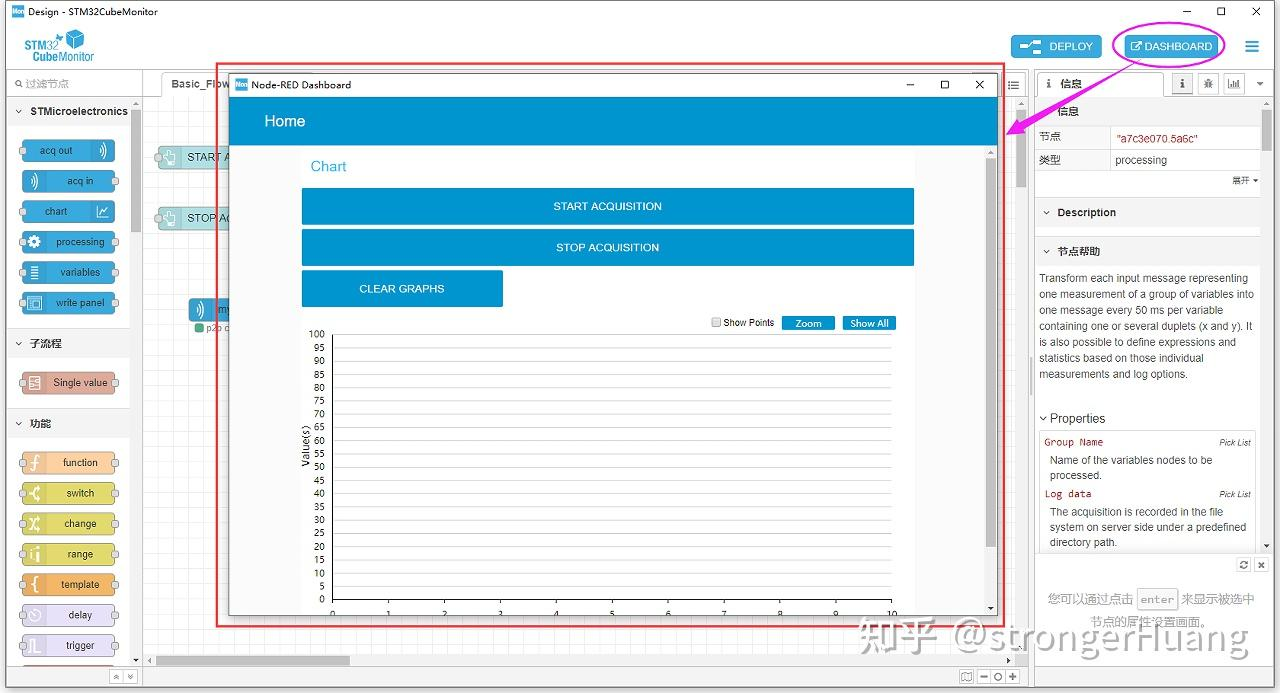 Design - STM32CubeMonitor
STM32
CubeMonitor
DEPLOY
DASHBOARD
过滤节点
STMicroelectronics
acq out
acq in
chart
processing
variables
write panel
子流程
Single value
功能
function
switch
change
range
template
delay
trigger
Basic_Flow
START A
STOP AC
my
p2p
Node-RED Dashboard
Home
Chart
START ACQUISITION
STOP ACQUISITION
CLEAR GRAPHS
Show Points
Zoom
Show All
Value(s)
100
95
90
85
80
75
70
65
60
55
50
45
40
35
30
25
20
15
10
5
0
0 1 2 3 4 5 6 7 8 9 10
信息
信息
节点 "a7c3e070.5a6c"
类型 processing
展开
Description
节点帮助
Transform each input message representing
one measurement of a group of variables into
one message every 50 ms per variable
containing one or several duplets (x and y). It
is also possible to define expressions and
statistics based on those individual
measurements and log options.
Properties
Group Name Pick List
Name of the variables nodes to be
processed.
Log data Pick List
The acquisition is recorded in the file
system on server side under a predefined
directory path.
您可以通过点击 enter 来显示被选中
节点的属性设置画面。
知乎 @strongerHuang